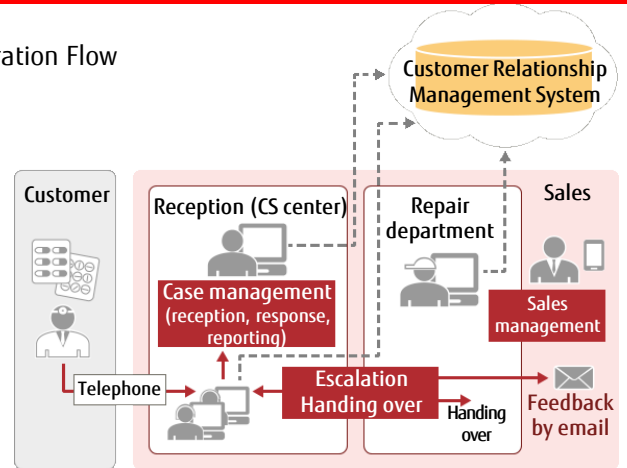 ation Flow
Customer Relationship
Management System
Customer
Reception (CS center)
Repair
department
Sales
Case management
(reception, response,
reporting)
Sales
management
Telephone
Escalation
Handing over
Handing
over
Feedback
by email